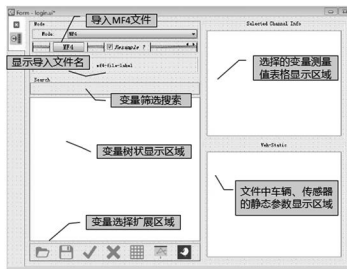 Form - login.ui*
导入MF4文件
Mode
Mode
MF4
MF4
Resample ?
显示导入文件名
mf4-file-label
Search
变量筛选搜索
变量树状显示区域
变量选择扩展区域
Selected Channel Info
选择的变量测量
值表格显示区域
Veh-Static
文件中车辆、传感器
的静态参数显示区域